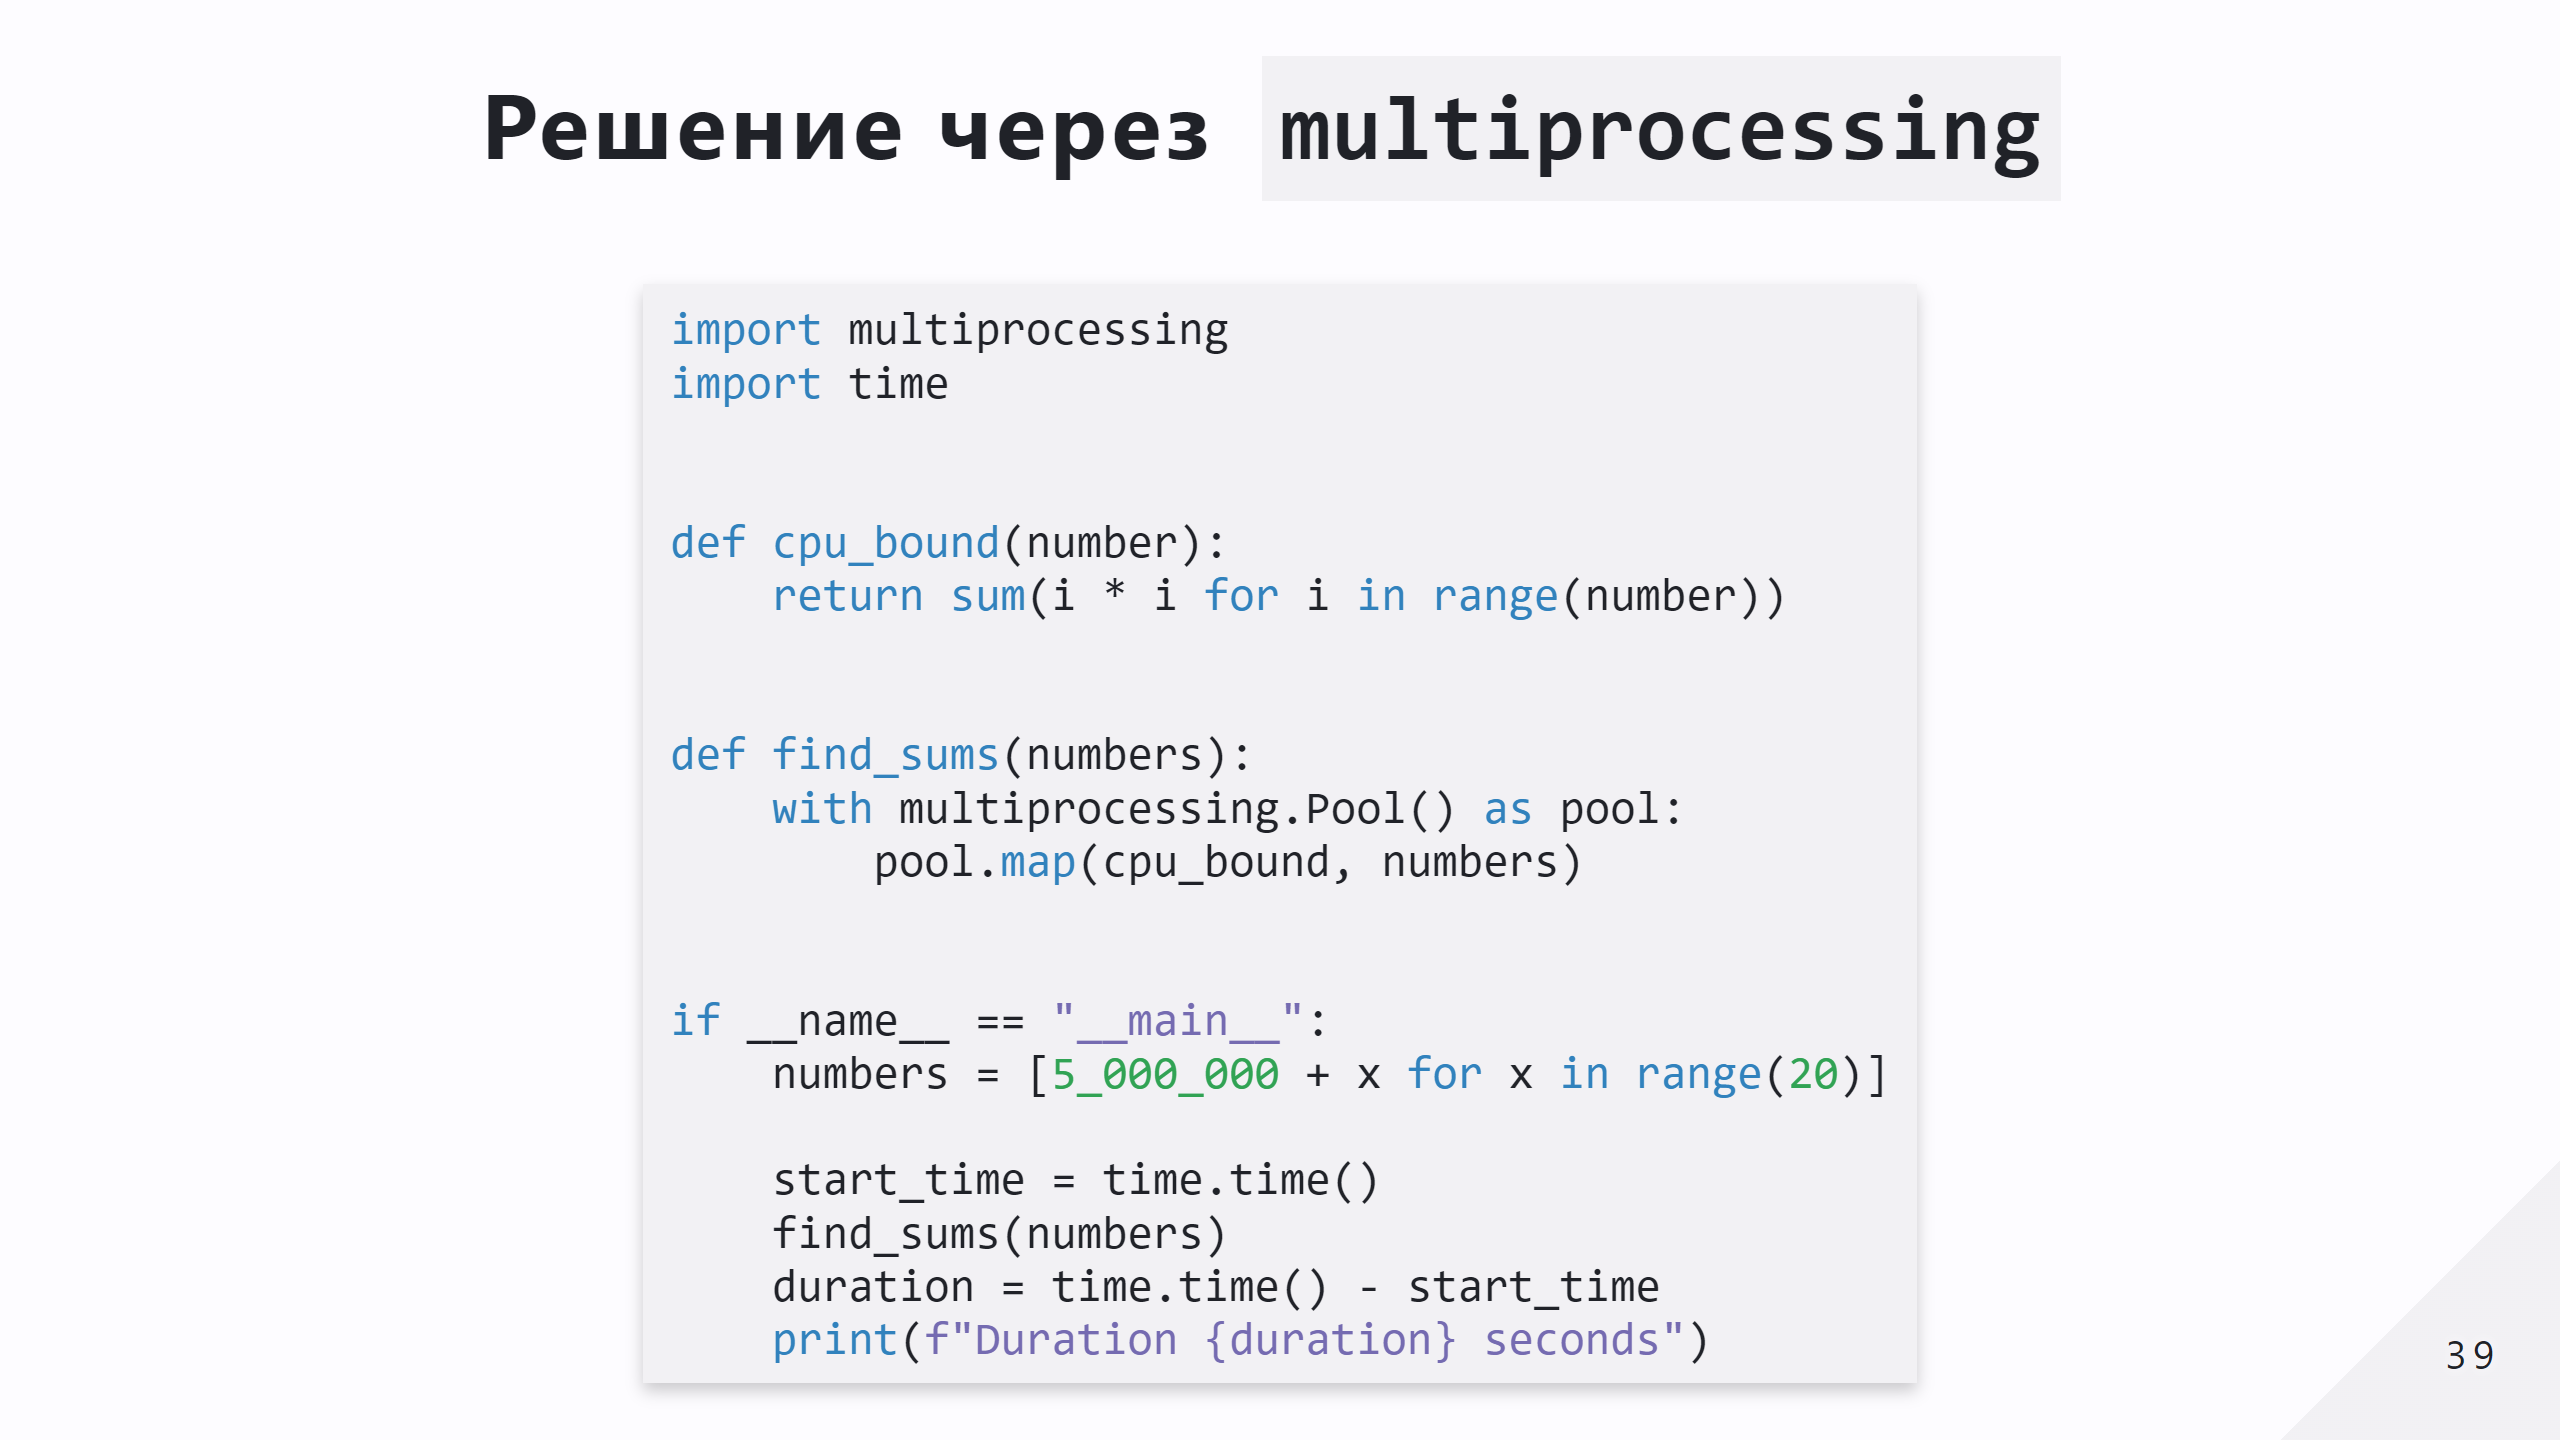 Решение через multiprocessing
import multiprocessing
import time
def cpu_bound(number):
    return sum(i * i for i in range(number))
def find_sums(numbers):
    with multiprocessing.Pool() as pool:
        pool.map(cpu_bound, numbers)
if __name__ == "__main__":
    numbers = [5_000_000 + x for x in range(20)]
    start_time = time.time()
    find_sums(numbers)
    duration = time.time() - start_time
    print(f"Duration {duration} seconds")
39